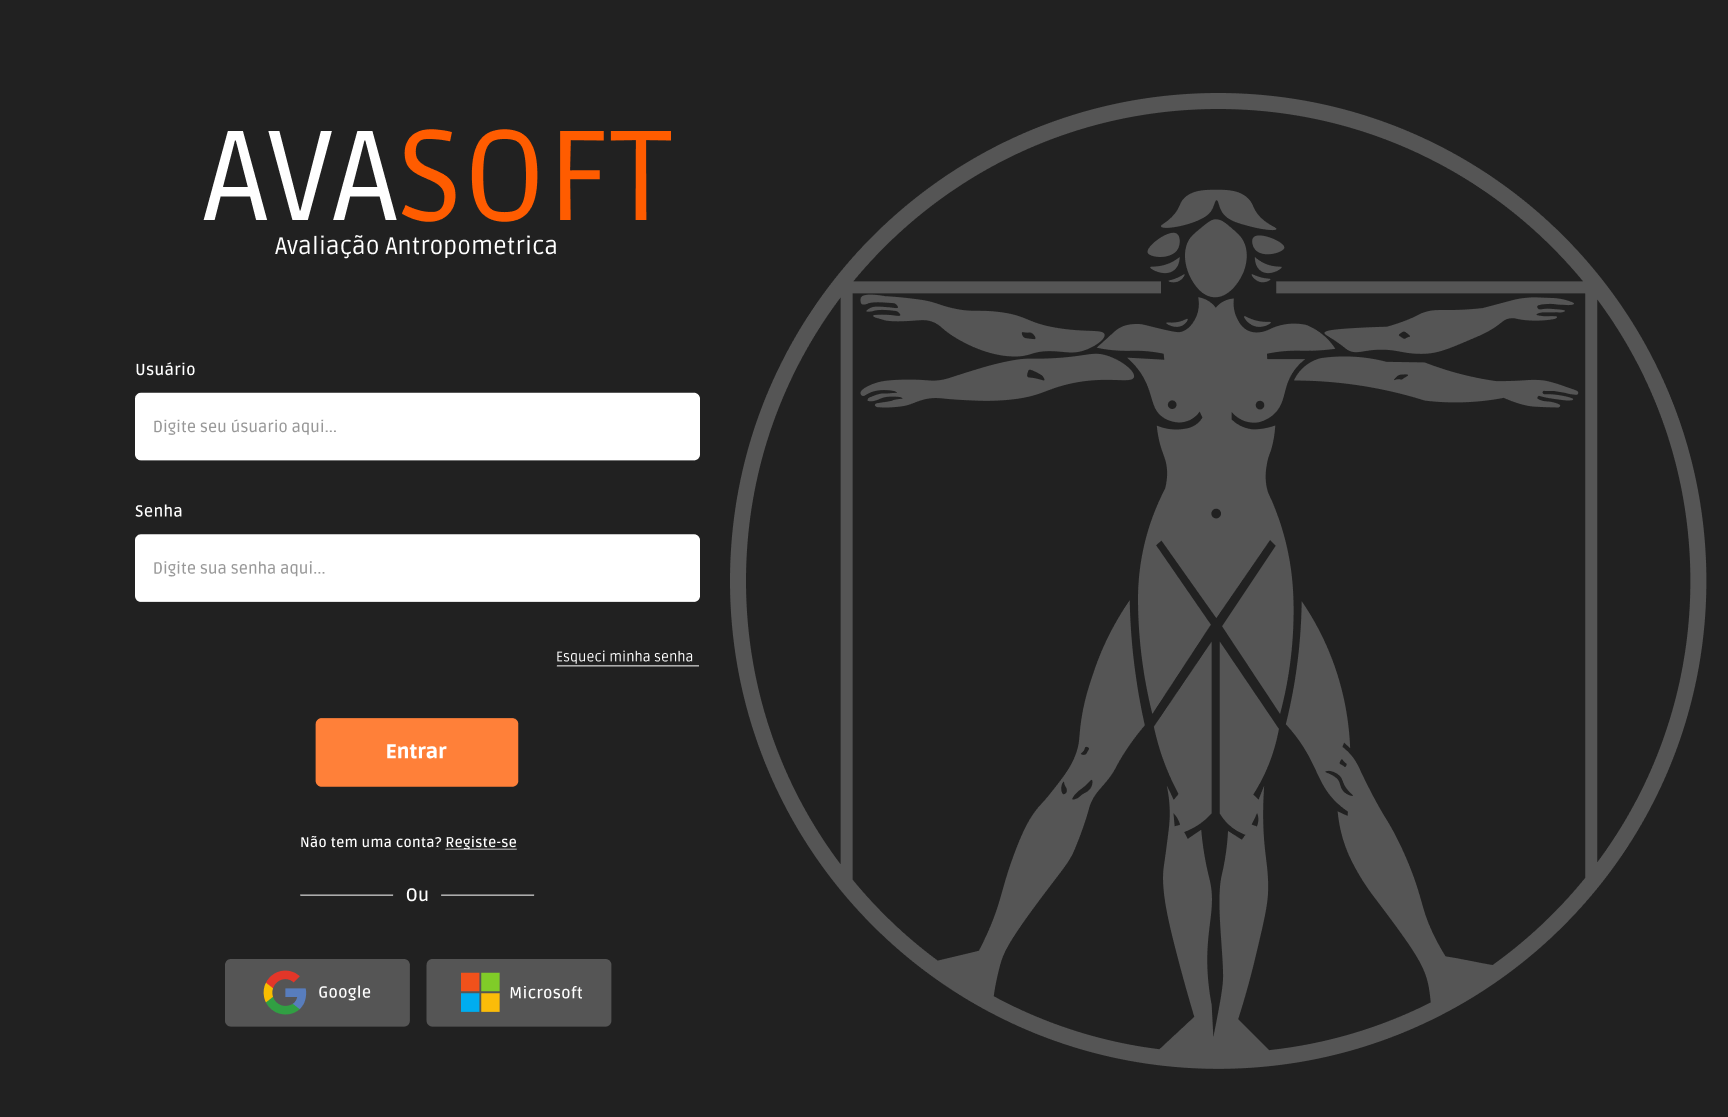 AVASOFT
Avaliação Antropometrica
Usuário
Digite seu úsuario aqui...
Senha
Digite sua senha aqui...
Esqueci minha senha
Entrar
Não tem uma conta? Registe-se
Ou
Google
Microsoft